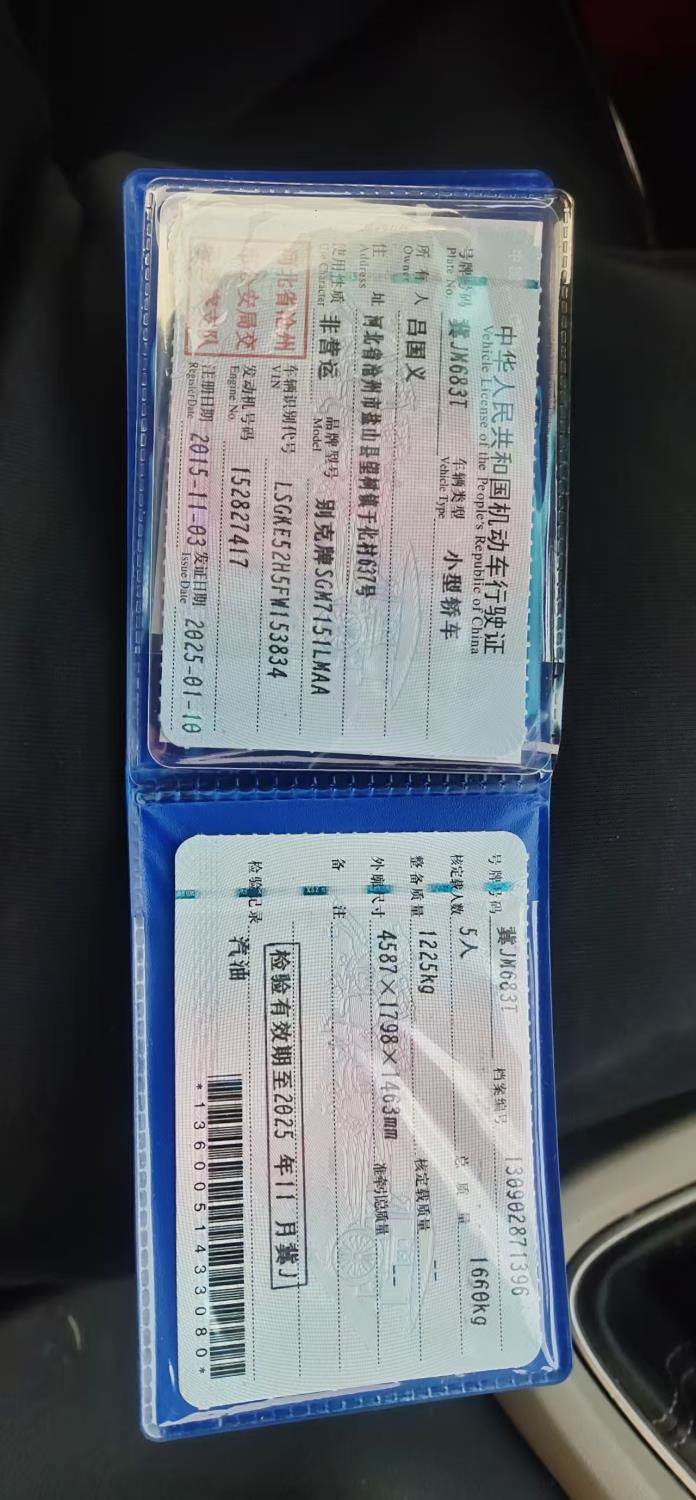 中华人民共和国机动车行驶证
Vehicle License of the People's Republic of China
号牌号码 冀JM683T 车辆类型 小型轿车
Plate No. Vehicle Type
所有人 吕国义
Owner
住址 河北省沧州市盐山县望树镇于北村637号
Address
使用性质 非营运 品牌型号 别克牌SGM7151LMAA
Use Character Model
车辆识别代号 LSGKE52H5FW153834
VIN
发动机号码 152827417
Engine No.
注册日期 2015-11-03 发证日期 2025-01-10
Register Date Issue Date
河北省沧州
公安局交
号牌号码 冀JM683T 档案编号 130902871396
核定载人数 5人 总质量 1660kg
整备质量 1225kg 核定载质量 --
外廓尺寸 4587×1798×1463mm 准牵引总质量 --
备注
检验有效期至2025年11月冀J
检验记录
汽油
*1360051433080*